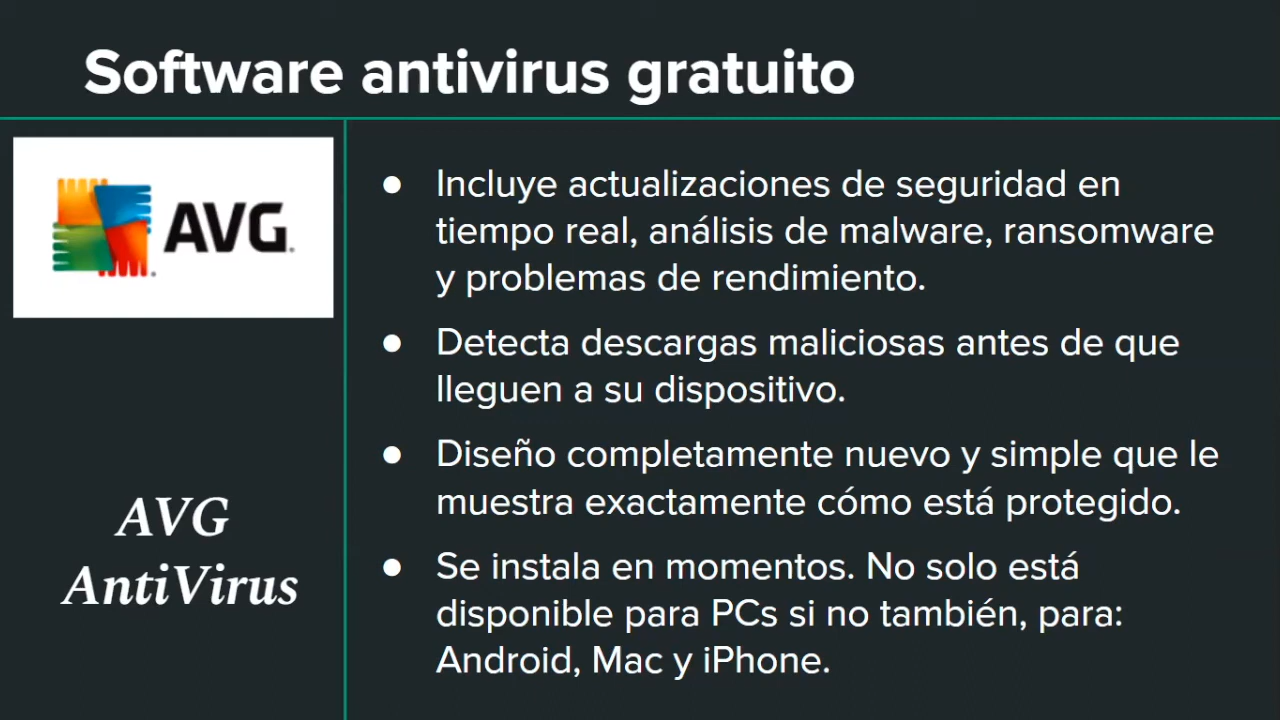 Software antivirus gratuito
AVG
AVG
AntiVirus
● Incluye actualizaciones de seguridad en
tiempo real, análisis de malware, ransomware
y problemas de rendimiento.
● Detecta descargas maliciosas antes de que
lleguen a su dispositivo.
● Diseño completamente nuevo y simple que le
muestra exactamente cómo está protegido.
● Se instala en momentos. No solo está
disponible para PCs si no también, para:
Android, Mac y iPhone.